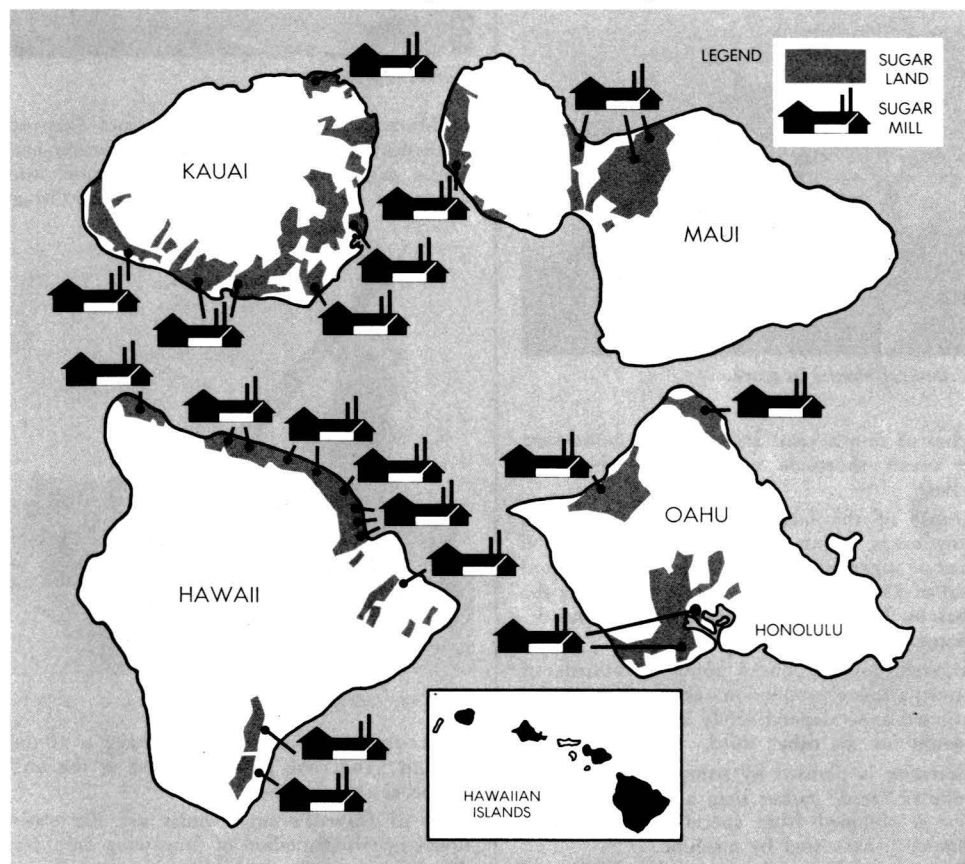 LEGEND
SUGAR
LAND
SUGAR
MILL
KAUAI
MAUI
OAHU
HAWAII
HONOLULU
HAWAIIAN
ISLANDS